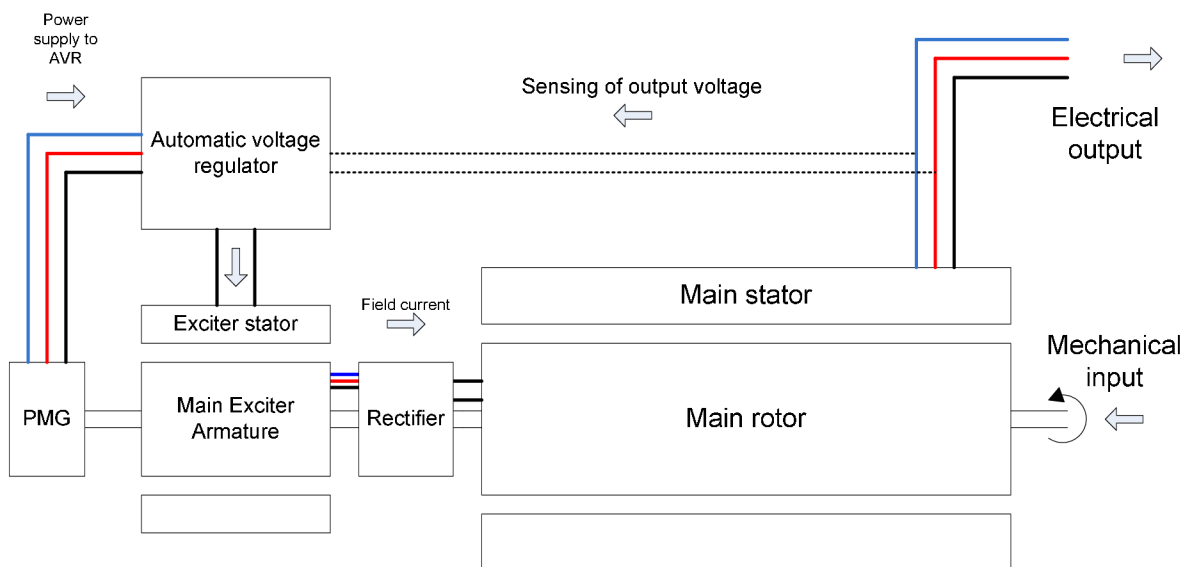 Power
supply to
AVR
Sensing of output voltage
Electrical
output
Automatic voltage
regulator
Main stator
Field current
Exciter stator
Mechanical
input
PMG
Main Exciter
Armature
Rectifier
Main rotor